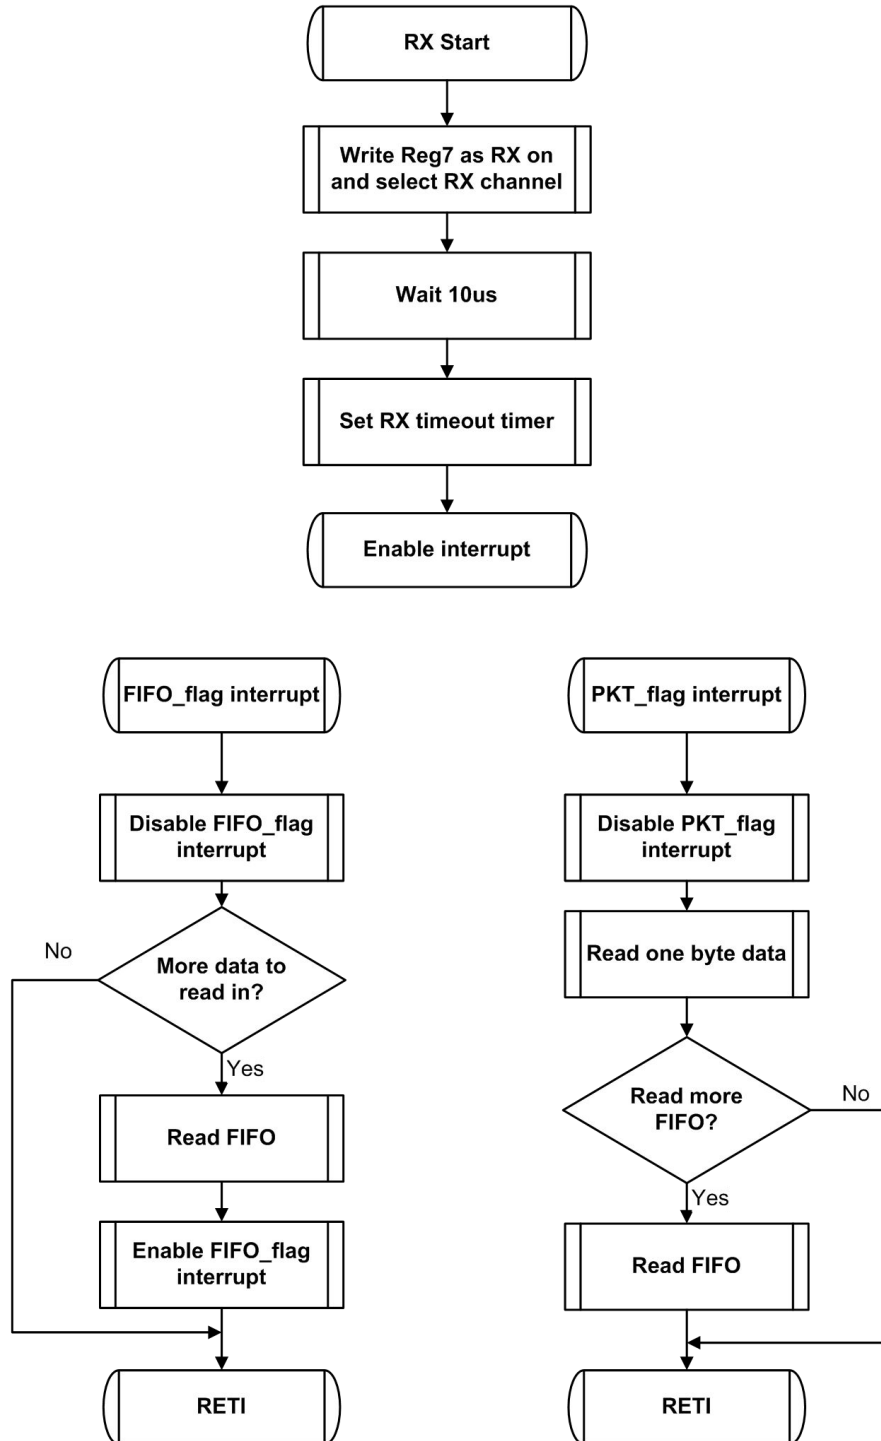 RX Start
Write Reg7 as RX on
and select RX channel
Wait 10us
Set RX timeout timer
Enable interrupt
FIFO_flag interrupt
Disable FIFO_flag
interrupt
No
More data to
read in?
Yes
Read FIFO
Enable FIFO_flag
interrupt
RETI
PKT_flag interrupt
Disable PKT_flag
interrupt
Read one byte data
Read more
FIFO?
No
Yes
Read FIFO
RETI